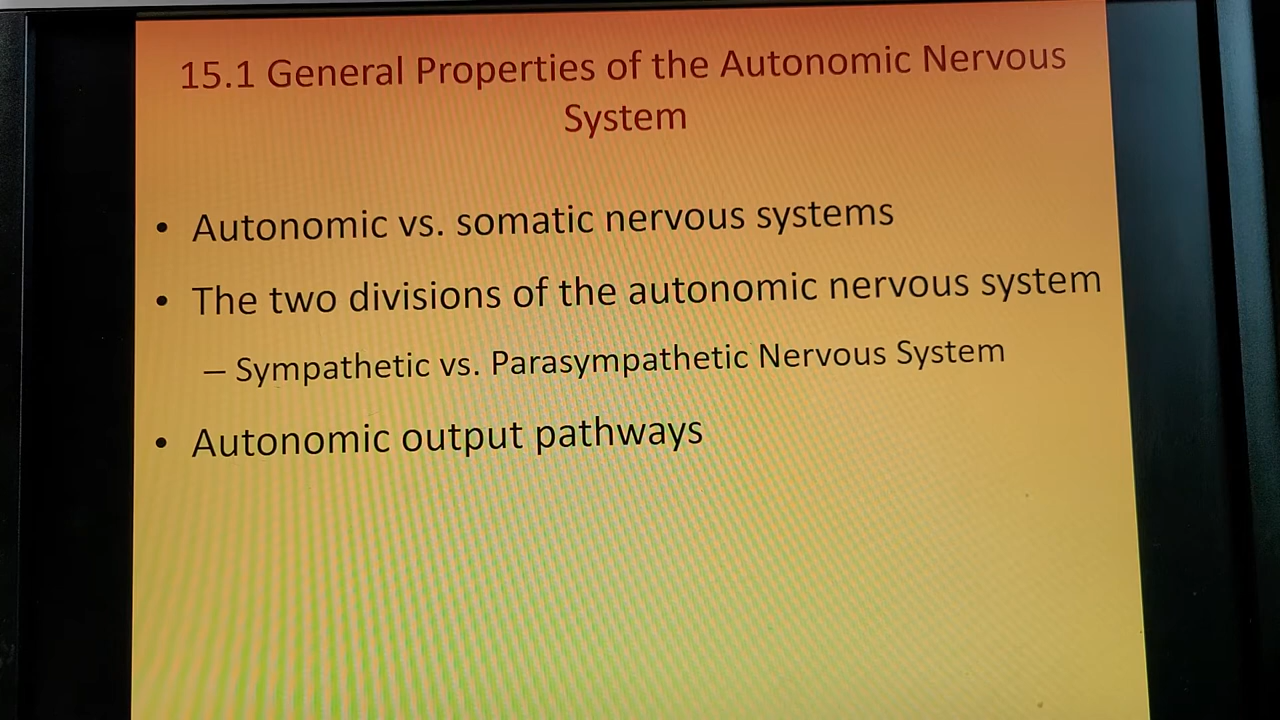 15.1 General Properties of the Autonomic Nervous
System
• Autonomic vs. somatic nervous systems
• The two divisions of the autonomic nervous system
– Sympathetic vs. Parasympathetic Nervous System
• Autonomic output pathways